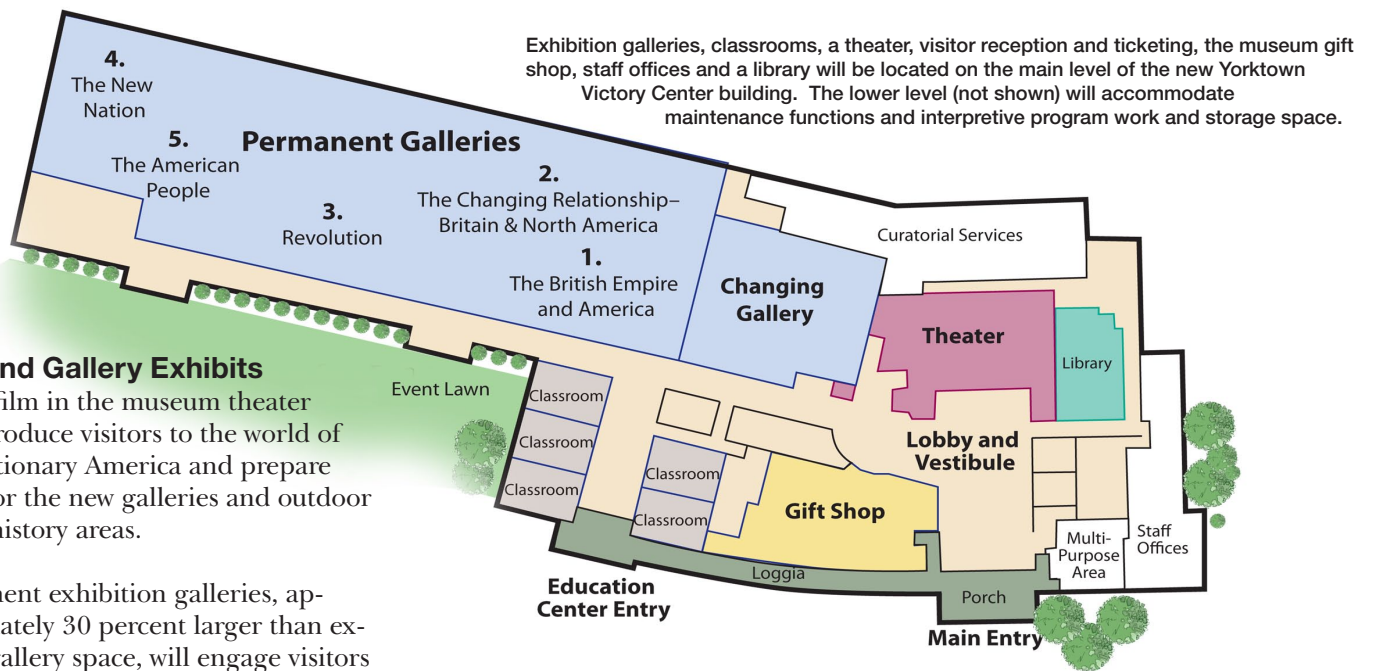 Exhibition galleries, classrooms, a theater, visitor reception and ticketing, the museum gift
shop, staff offices and a library will be located on the main level of the new Yorktown
Victory Center building. The lower level (not shown) will accommodate
maintenance functions and interpretive program work and storage space.
4.
The New
Nation
5.
The American
People
Permanent Galleries
3.
Revolution
2.
The Changing Relationship–
Britain & North America
1.
The British Empire
and America
Changing
Gallery
Curatorial Services
Theater
Library
Lobby and
Vestibule
Event Lawn
Classroom
Classroom
Classroom
Classroom
Classroom
Gift Shop
Loggia
Education
Center Entry
Porch
Main Entry
Multi-
Purpose
Area
Staff
Offices
nd Gallery Exhibits
film in the museum theater
roduce visitors to the world of
tionary America and prepare
or the new galleries and outdoor
history areas.
nent exhibition galleries, ap-
ately 30 percent larger than ex-
allery space, will engage visitors